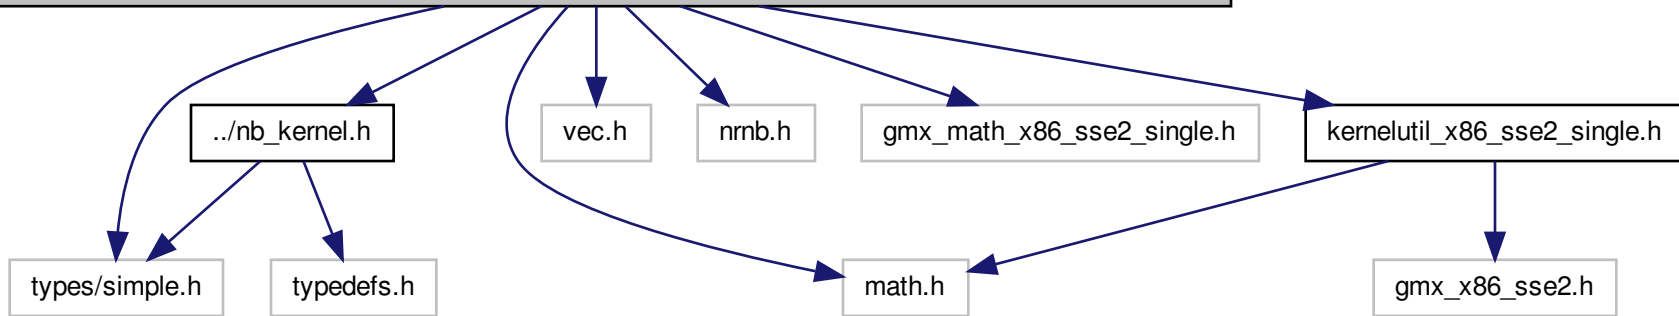 ../nb_kernel.h
vec.h
nrnb.h
gmx_math_x86_sse2_single.h
kernelutil_x86_sse2_single.h
types/simple.h
typedefs.h
math.h
gmx_x86_sse2.h